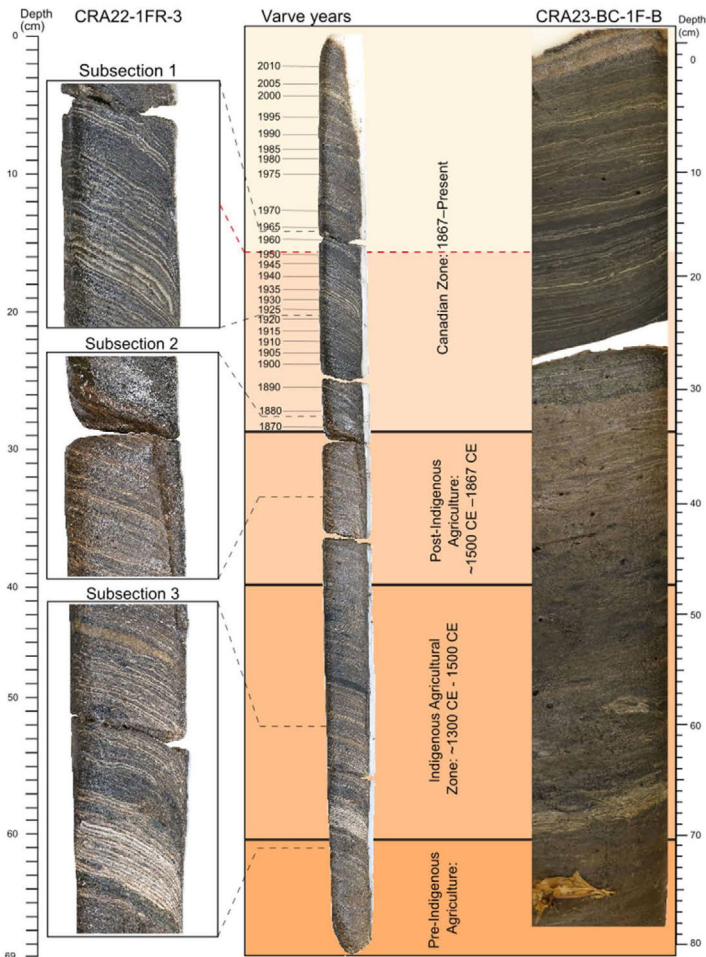 Depth
(cm)
CRA22-1FR-3
Varve years
CRA23-BC-1F-B
Depth
(cm)
0
10
20
30
40
50
60
69
Subsection 1
Subsection 2
Subsection 3
2010
2005
2000
1995
1990
1985
1980
1975
1970
1965
1960
1950
1945
1940
1935
1930
1925
1920
1915
1910
1905
1900
1890
1880
1870
Canadian Zone: 1867–Present
Post-Indigenous
Agriculture:
~1500 CE –1867 CE
Indigenous Agricultural
Zone: ~1300 CE - 1500 CE
Pre-Indigenous
Agriculture:
0
10
20
30
40
50
60
70
80